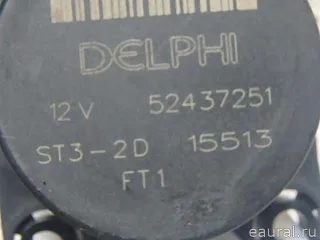 DELPHI
12 V 52437251
ST3-2D 15513
FT1
eaural.ru